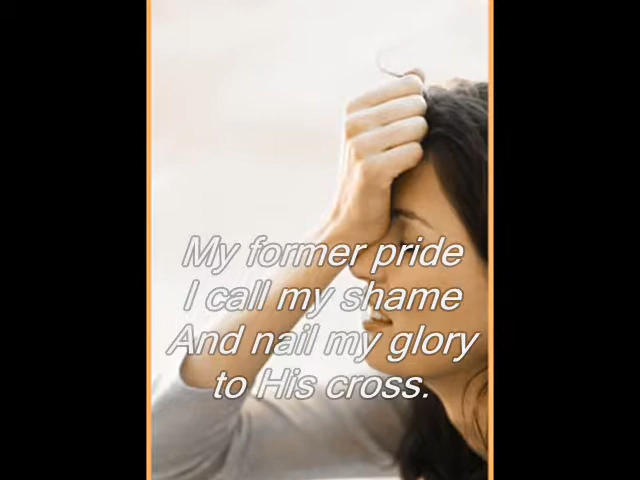 My former pride
I call my shame
And nail my glory
to His cross.